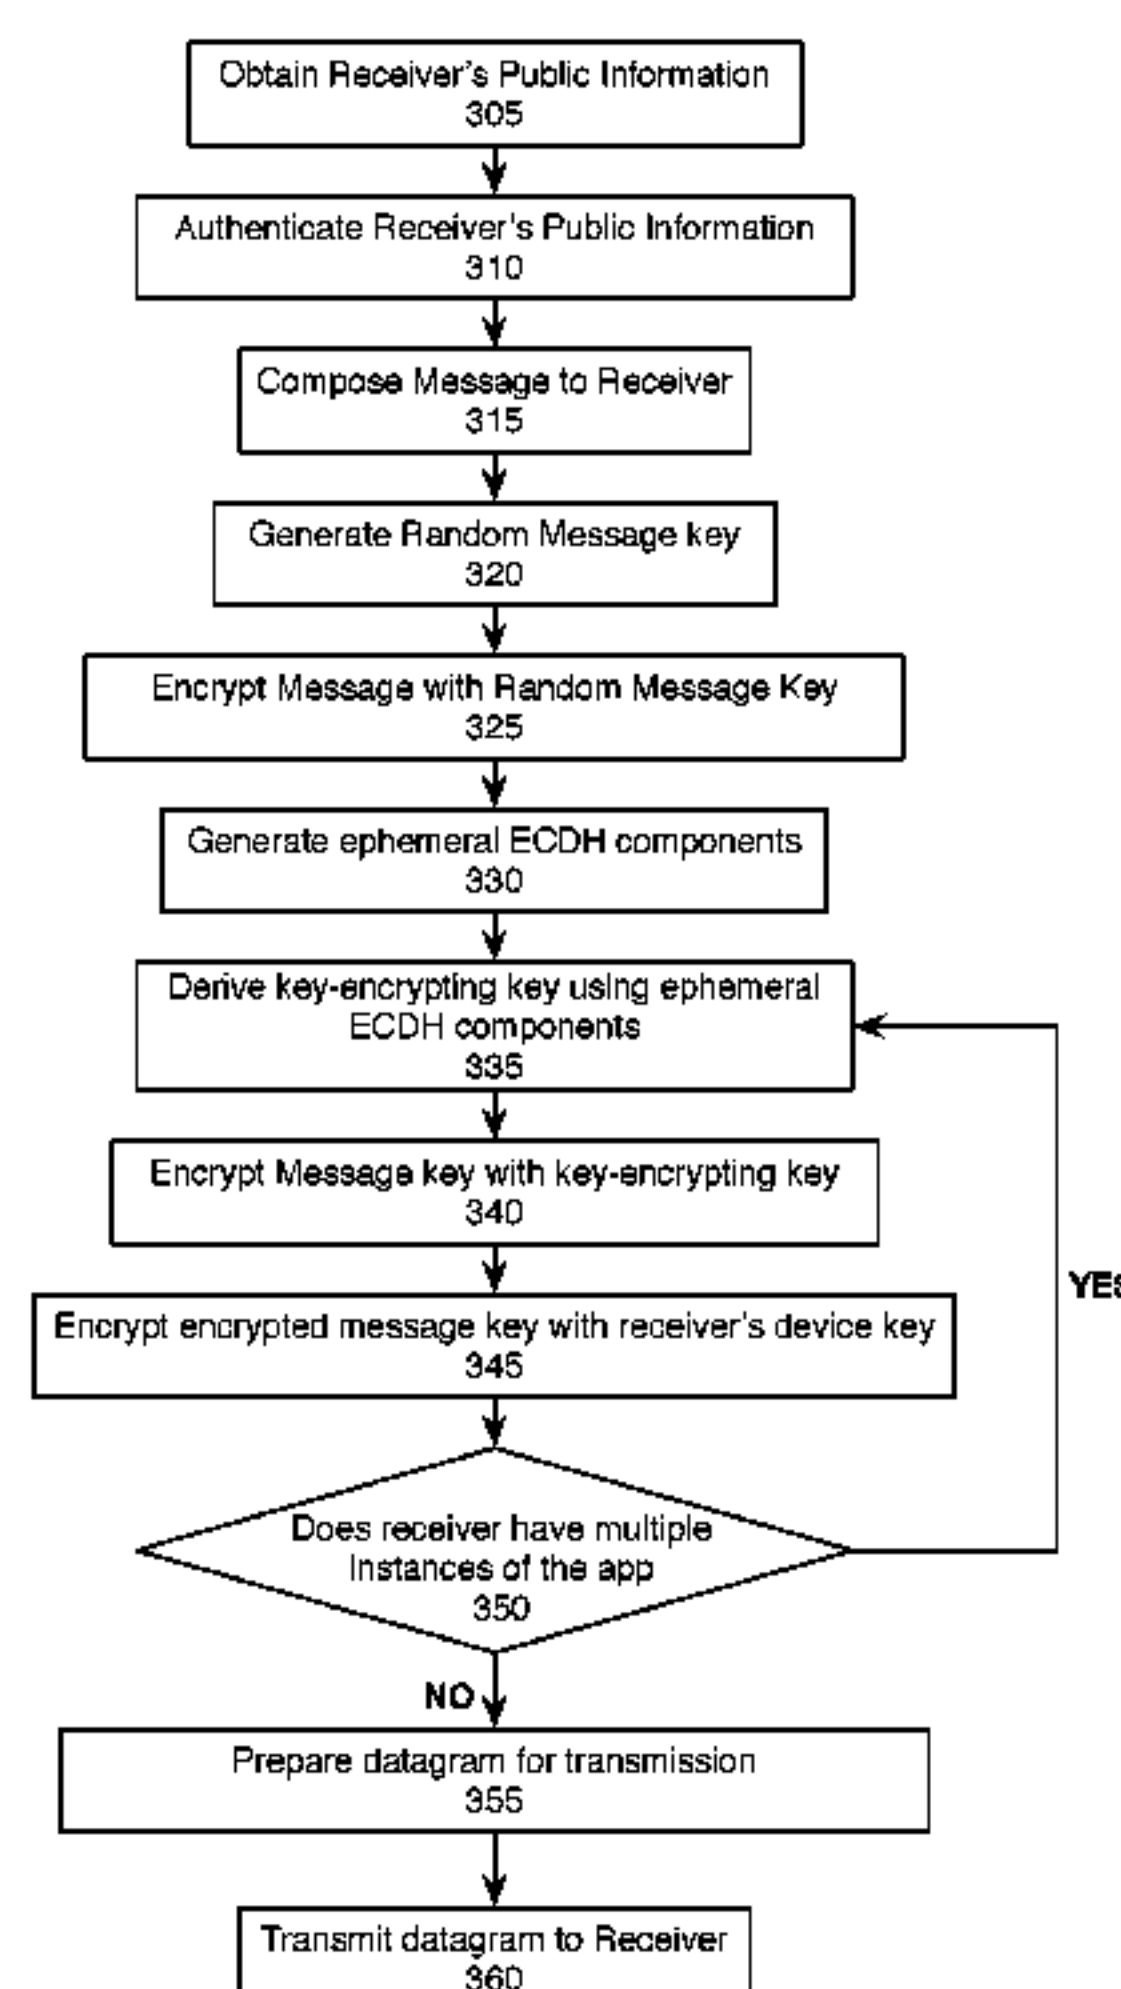 Obtain Receiver's Public Information
305
Authenticate Receiver's Public Information
310
Compose Message to Receiver
315
Generate Random Message key
320
Encrypt Message with Random Message Key
325
Generate ephemeral ECDH components
330
Derive key-encrypting key using ephemeral
ECDH components
335
Encrypt Message key with key-encrypting key
340
YES
Encrypt encrypted message key with receiver's device key
345
Does receiver have multiple
Instances of the app
350
NO
Prepare datagram for transmission
355
Transmit datagram to Receiver
360